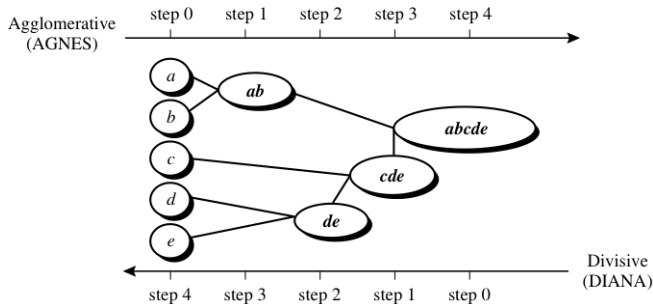 step 0 step 1 step 2 step 3 step 4
Agglomerative
(AGNES)
a
ab
b
abcde
c
cde
d
de
e
Divisive
(DIANA)
step 4 step 3 step 2 step 1 step 0